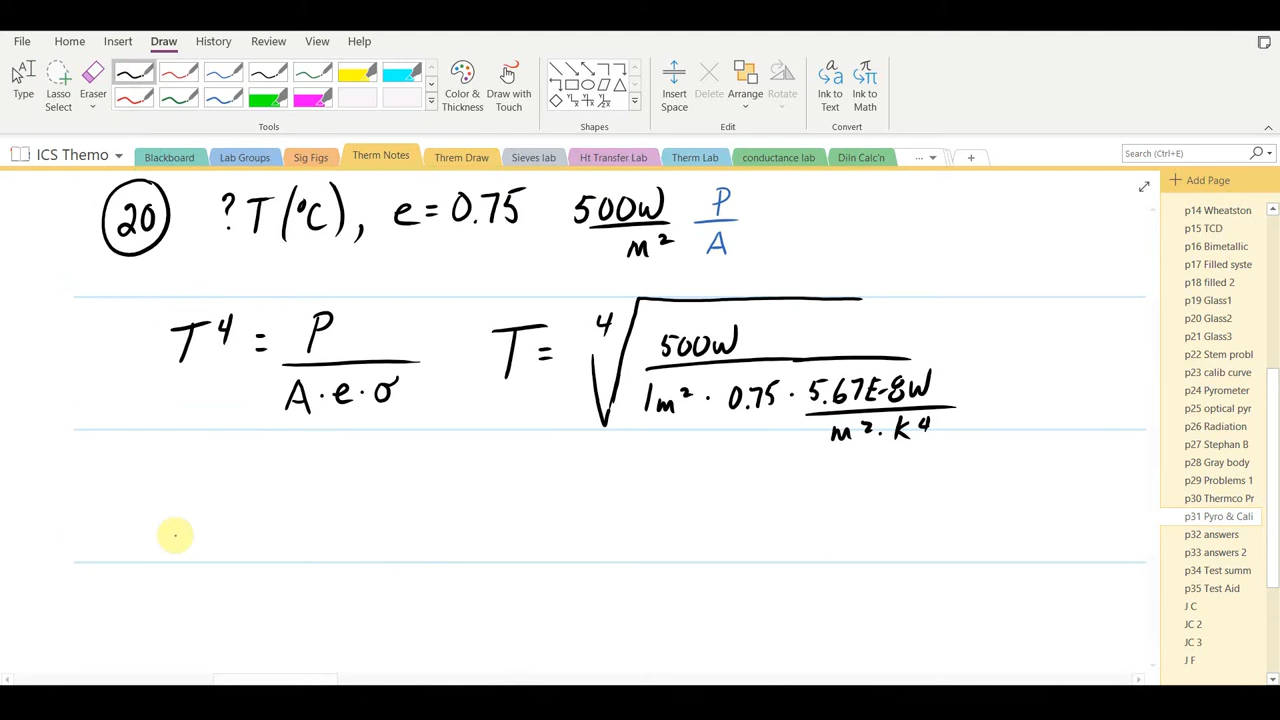 File Home Insert Draw History Review View Help
Type Lasso Select Eraser Color & Thickness Draw with Touch Insert Space Delete Arrange Rotate Ink to Text Ink to Math
Tools Shapes Edit Convert
ICS Themo Blackboard Lab Groups Sig Figs Therm Notes Threm Draw Sieves lab Ht Transfer Lab Therm Lab conductance lab Diln Calc'n ... + Search (Ctrl+E)
20 ? T (°C), e = 0.75 500W/m² P/A
T⁴ = P/(A·e·σ) T = ⁴√(500W/(1m² · 0.75 · 5.67E-8W/(m²·K⁴)))
+ Add Page
p14 Wheatston
p15 TCD
p16 Bimetallic
p17 Filled syste
p18 filled 2
p19 Glass1
p20 Glass2
p21 Glass3
p22 Stem probl
p23 calib curve
p24 Pyrometer
p25 optical pyr
p26 Radiation
p27 Stephan B
p28 Gray body
p29 Problems 1
p30 Thermco Pr
p31 Pyro & Cali
p32 answers
p33 answers 2
p34 Test summ
p35 Test Aid
J C
JC 2
JC 3
J F